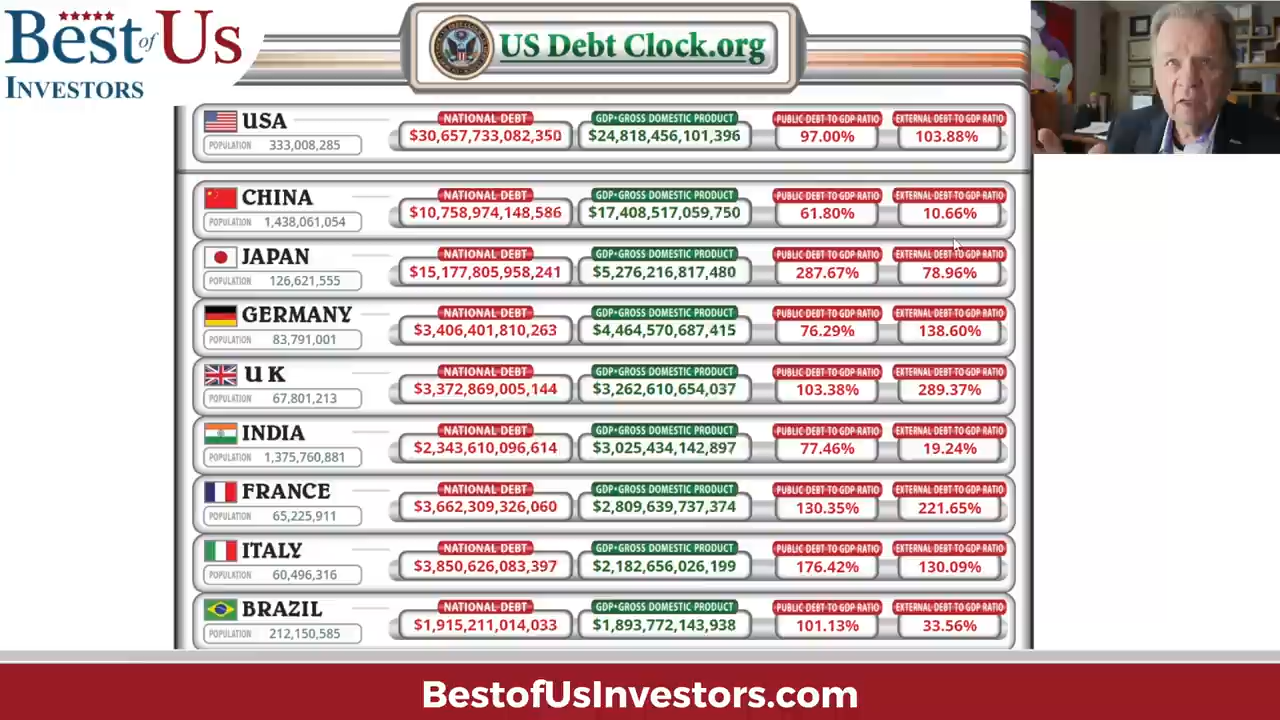 Best of Us
INVESTORS
US Debt Clock.org
USA
POPULATION 333,008,285
NATIONAL DEBT
$30,657,733,082,350
GDP•GROSS DOMESTIC PRODUCT
$24,818,456,101,396
PUBLIC DEBT TO GDP RATIO
97.00%
EXTERNAL DEBT TO GDP RATIO
103.88%
CHINA
POPULATION 1,438,061,054
NATIONAL DEBT
$10,758,974,148,586
GDP•GROSS DOMESTIC PRODUCT
$17,408,517,059,750
PUBLIC DEBT TO GDP RATIO
61.80%
EXTERNAL DEBT TO GDP RATIO
10.66%
JAPAN
POPULATION 126,621,555
NATIONAL DEBT
$15,177,805,958,241
GDP•GROSS DOMESTIC PRODUCT
$5,276,216,817,480
PUBLIC DEBT TO GDP RATIO
287.67%
EXTERNAL DEBT TO GDP RATIO
78.96%
GERMANY
POPULATION 83,791,001
NATIONAL DEBT
$3,406,401,810,263
GDP•GROSS DOMESTIC PRODUCT
$4,464,570,687,415
PUBLIC DEBT TO GDP RATIO
76.29%
EXTERNAL DEBT TO GDP RATIO
138.60%
UK
POPULATION 67,801,213
NATIONAL DEBT
$3,372,869,005,144
GDP•GROSS DOMESTIC PRODUCT
$3,262,610,654,037
PUBLIC DEBT TO GDP RATIO
103.38%
EXTERNAL DEBT TO GDP RATIO
289.37%
INDIA
POPULATION 1,375,760,881
NATIONAL DEBT
$2,343,610,096,614
GDP•GROSS DOMESTIC PRODUCT
$3,025,434,142,897
PUBLIC DEBT TO GDP RATIO
77.46%
EXTERNAL DEBT TO GDP RATIO
19.24%
FRANCE
POPULATION 65,225,911
NATIONAL DEBT
$3,662,309,326,060
GDP•GROSS DOMESTIC PRODUCT
$2,809,639,737,374
PUBLIC DEBT TO GDP RATIO
130.35%
EXTERNAL DEBT TO GDP RATIO
221.65%
ITALY
POPULATION 60,496,316
NATIONAL DEBT
$3,850,626,083,397
GDP•GROSS DOMESTIC PRODUCT
$2,182,656,026,199
PUBLIC DEBT TO GDP RATIO
176.42%
EXTERNAL DEBT TO GDP RATIO
130.09%
BRAZIL
POPULATION 212,150,585
NATIONAL DEBT
$1,915,211,014,033
GDP•GROSS DOMESTIC PRODUCT
$1,893,772,143,938
PUBLIC DEBT TO GDP RATIO
101.13%
EXTERNAL DEBT TO GDP RATIO
33.56%
BestofUsInvestors.com